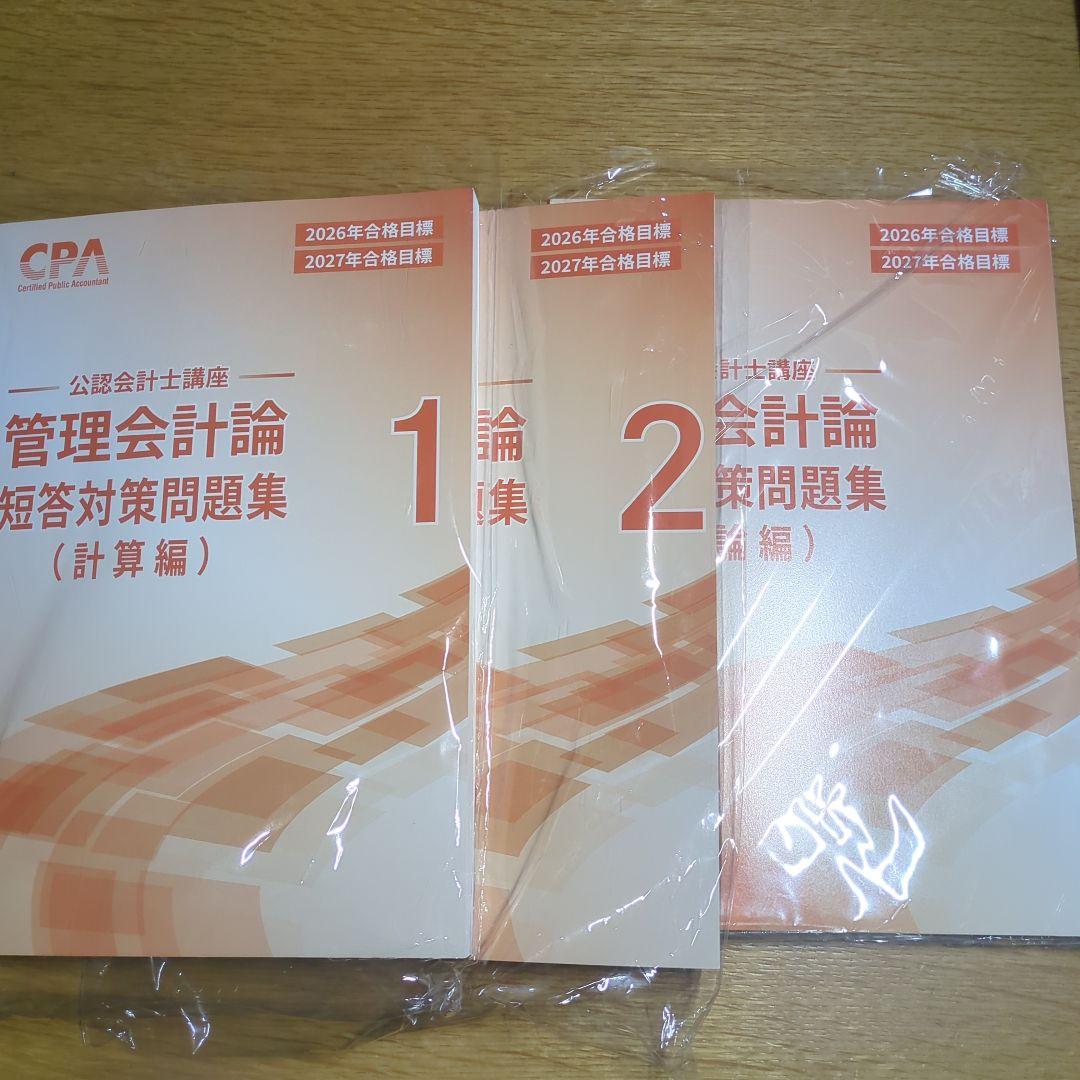 CPA
Certified Public Accountant
2026年合格目標
2027年合格目標
公認会計士講座
管理会計論
短答対策問題集
(計算編)
1
2026年合格目標
2027年合格目標
論
題集
2
2026年合格目標
2027年合格目標
計士講座
会計論
策問題集
論編)